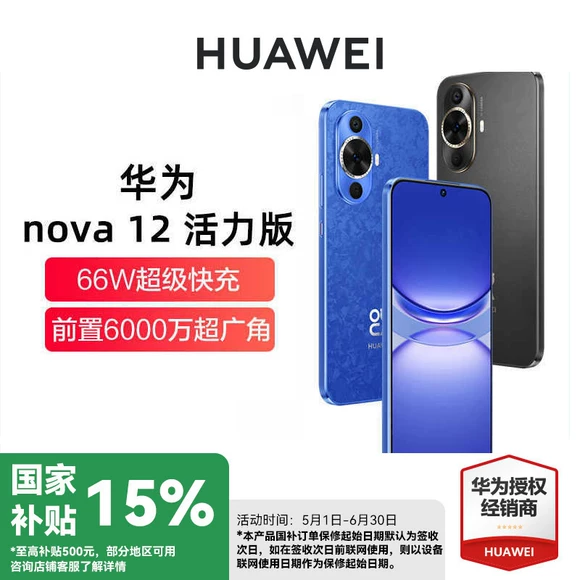 HUAWEI
华为
nova 12 活力版
66W超级快充
前置6000万超广角
HUAWEI
国家
补贴
15%
*至高补贴500元，部分地区可用
咨询店铺客服了解详情
活动时间：5月1日-6月30日
*本产品国补订单保修起始日期默认为签收
次日，如在签收次日前联网使用，则以设备
联网使用日期作为保修起始日期。
华为授权
经销商
HUAWEI